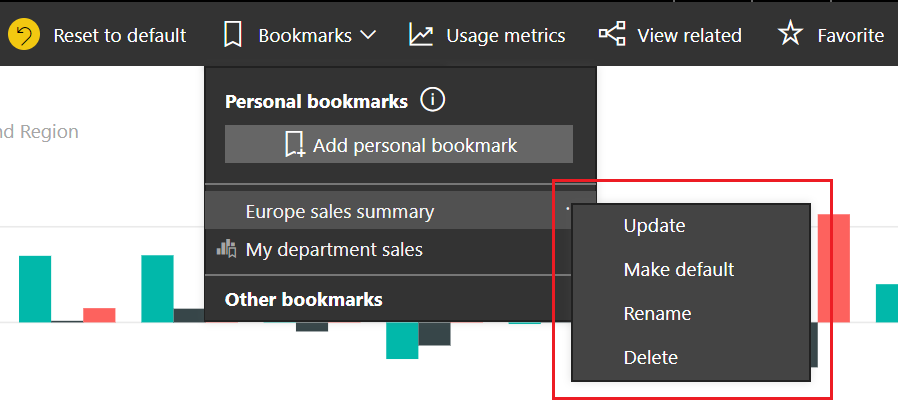 Reset to default
Bookmarks
Usage metrics
View related
Favorite
Personal bookmarks
Add personal bookmark
nd Region
Europe sales summary
My department sales
Other bookmarks
Update
Make default
Rename
Delete